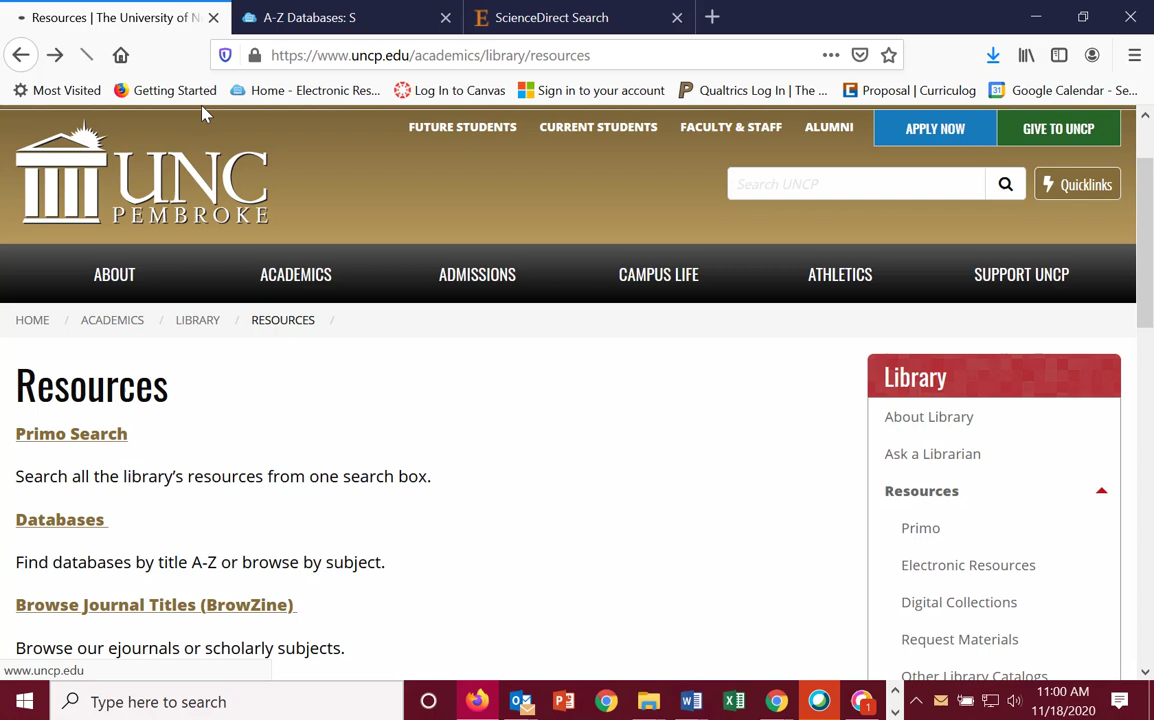 Resources | The University of N
A-Z Databases: S
ScienceDirect Search
https://www.uncp.edu/academics/library/resources
Most Visited
Getting Started
Home - Electronic Res...
Log In to Canvas
Sign in to your account
Qualtrics Log In | The ...
Proposal | Curriculog
Google Calendar - Se...
FUTURE STUDENTS
CURRENT STUDENTS
FACULTY & STAFF
ALUMNI
APPLY NOW
GIVE TO UNCP
UNC
PEMBROKE
Search UNCP
Quicklinks
ABOUT
ACADEMICS
ADMISSIONS
CAMPUS LIFE
ATHLETICS
SUPPORT UNCP
HOME / ACADEMICS / LIBRARY / RESOURCES /
Resources
Primo Search
Search all the library's resources from one search box.
Databases
Find databases by title A-Z or browse by subject.
Browse Journal Titles (BrowZine)
Browse our ejournals or scholarly subjects.
Library
About Library
Ask a Librarian
Resources
Primo
Electronic Resources
Digital Collections
Request Materials
Other Library Catalogs
www.uncp.edu
Type here to search
11:00 AM
11/18/2020